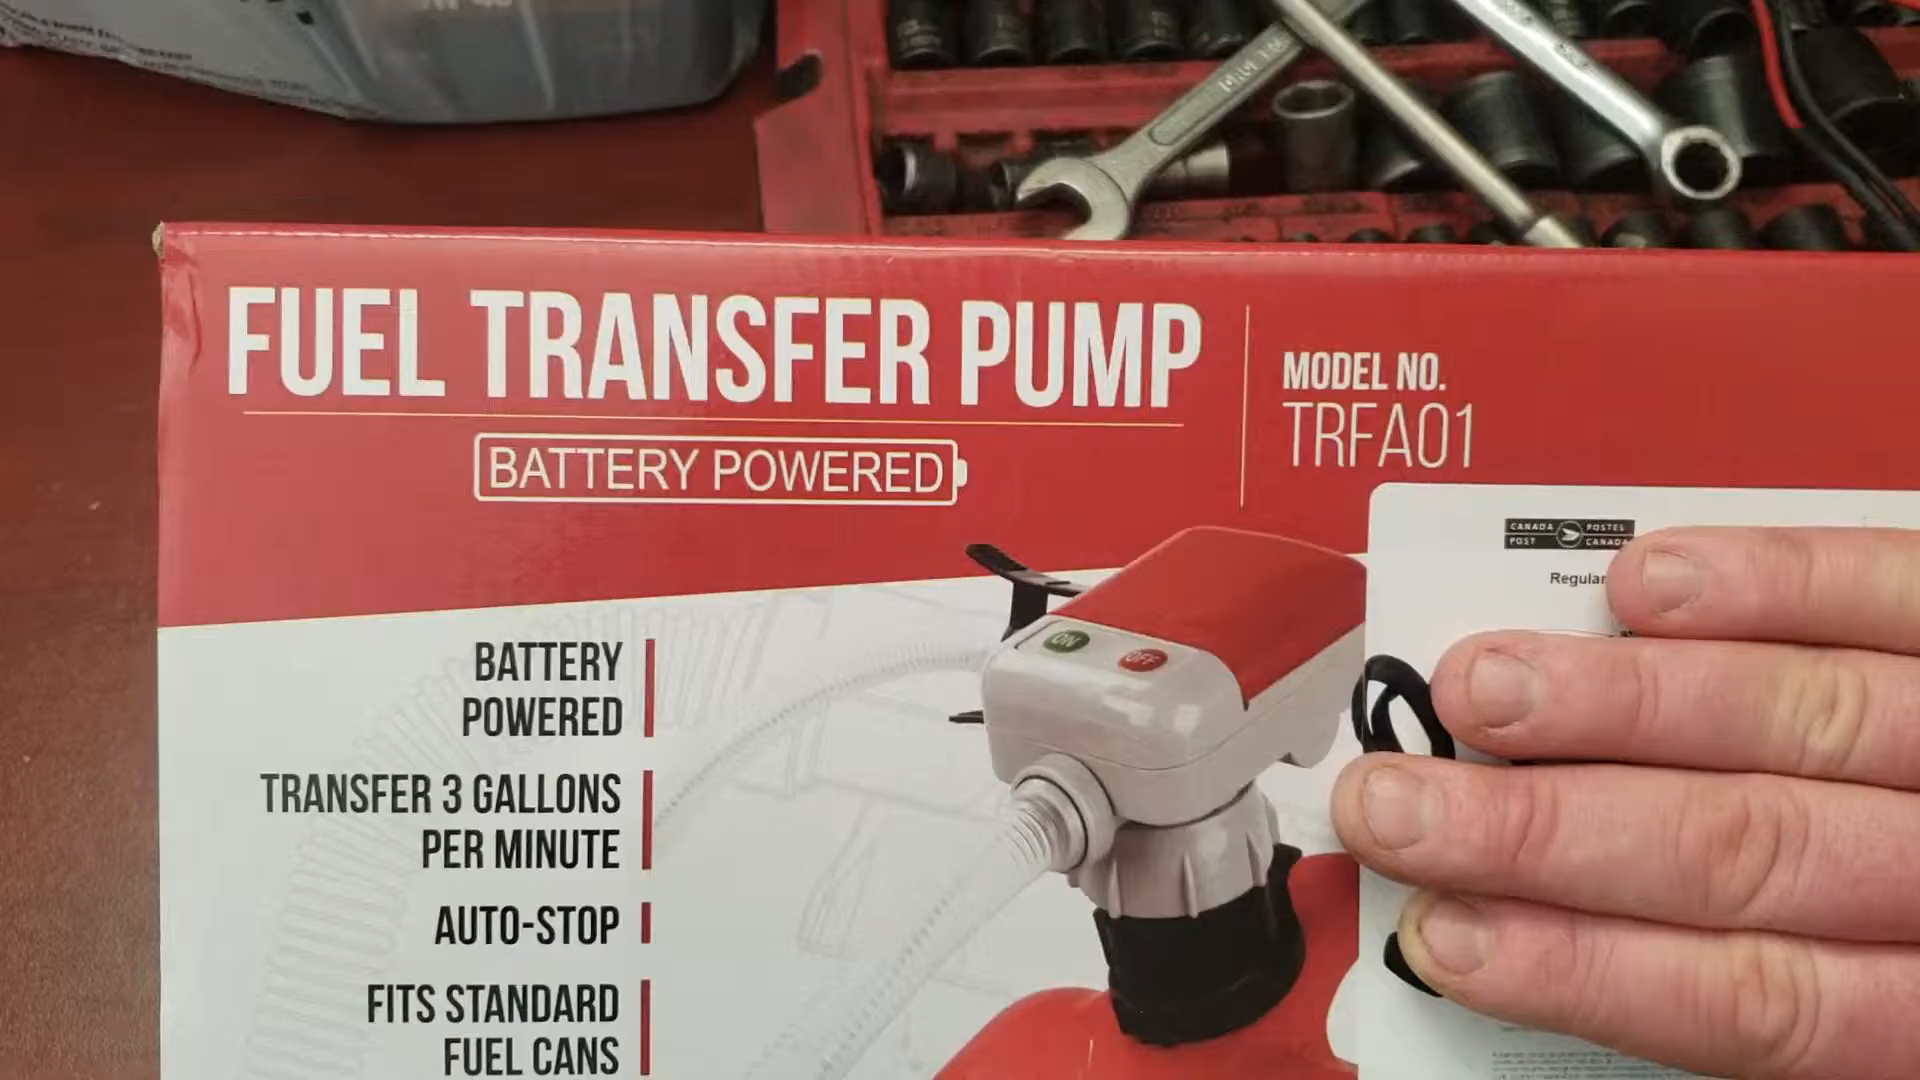 FUEL TRANSFER PUMP
BATTERY POWERED
MODEL NO.
TRFA01
CANADA POSTES
POST CANADA
Regular
ON
OFF
BATTERY
POWERED
TRANSFER 3 GALLONS
PER MINUTE
AUTO-STOP
FITS STANDARD
FUEL CANS